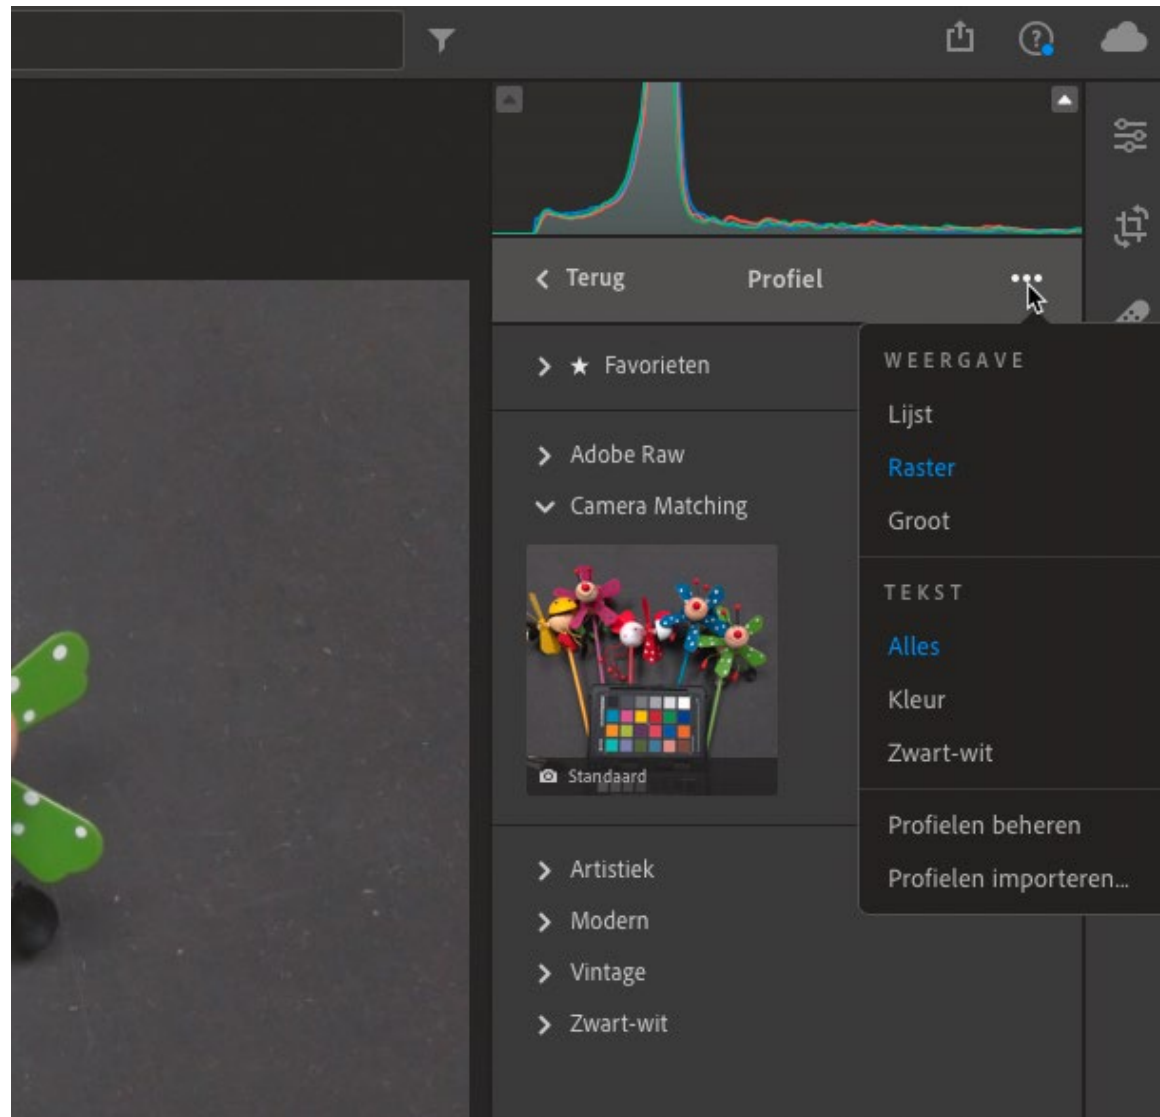 Terug
Profiel
Favorieten
Adobe Raw
Camera Matching
Standaard
Artistiek
Modern
Vintage
Zwart-wit
WEERGAVE
Lijst
Raster
Groot
TEKST
Alles
Kleur
Zwart-wit
Profielen beheren
Profielen importeren...